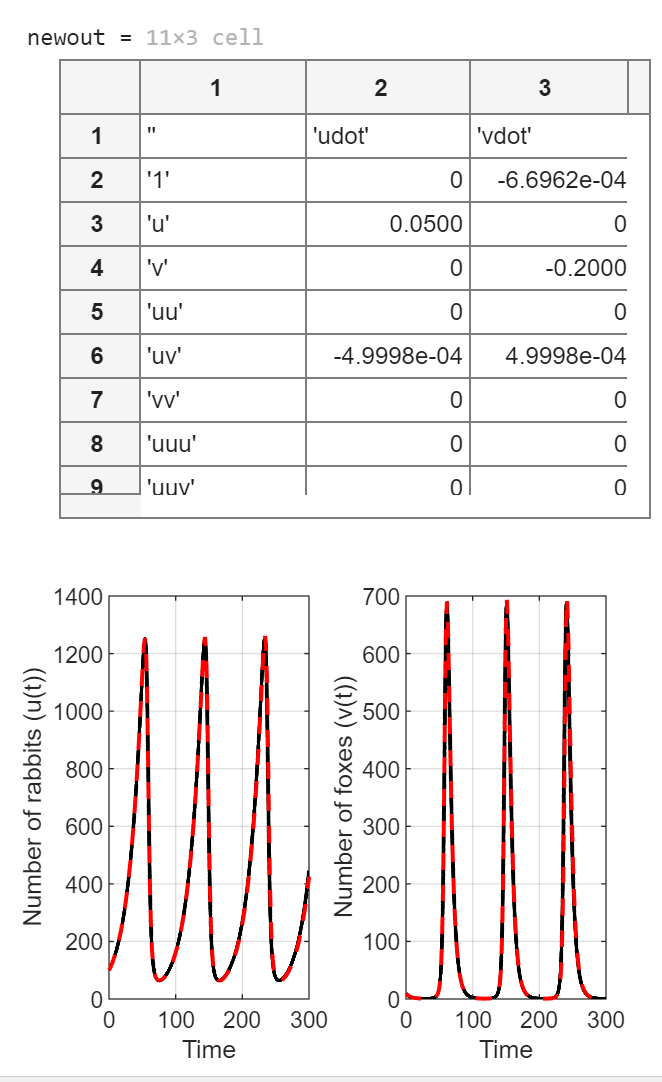 newout = 11×3 cell
1 2 3
1 '' 'udot' 'vdot'
2 '1' 0 -6.6962e-04
3 'u' 0.0500 0
4 'v' 0 -0.2000
5 'uu' 0 0
6 'uv' -4.9998e-04 4.9998e-04
7 'vv' 0 0
8 'uuu' 0 0
9 'uuv' 0 0
Number of rabbits (u(t))
1400
1200
1000
800
600
400
200
0
0 100 200 300
Time
Number of foxes (v(t))
700
600
500
400
300
200
100
0
0 100 200 300
Time